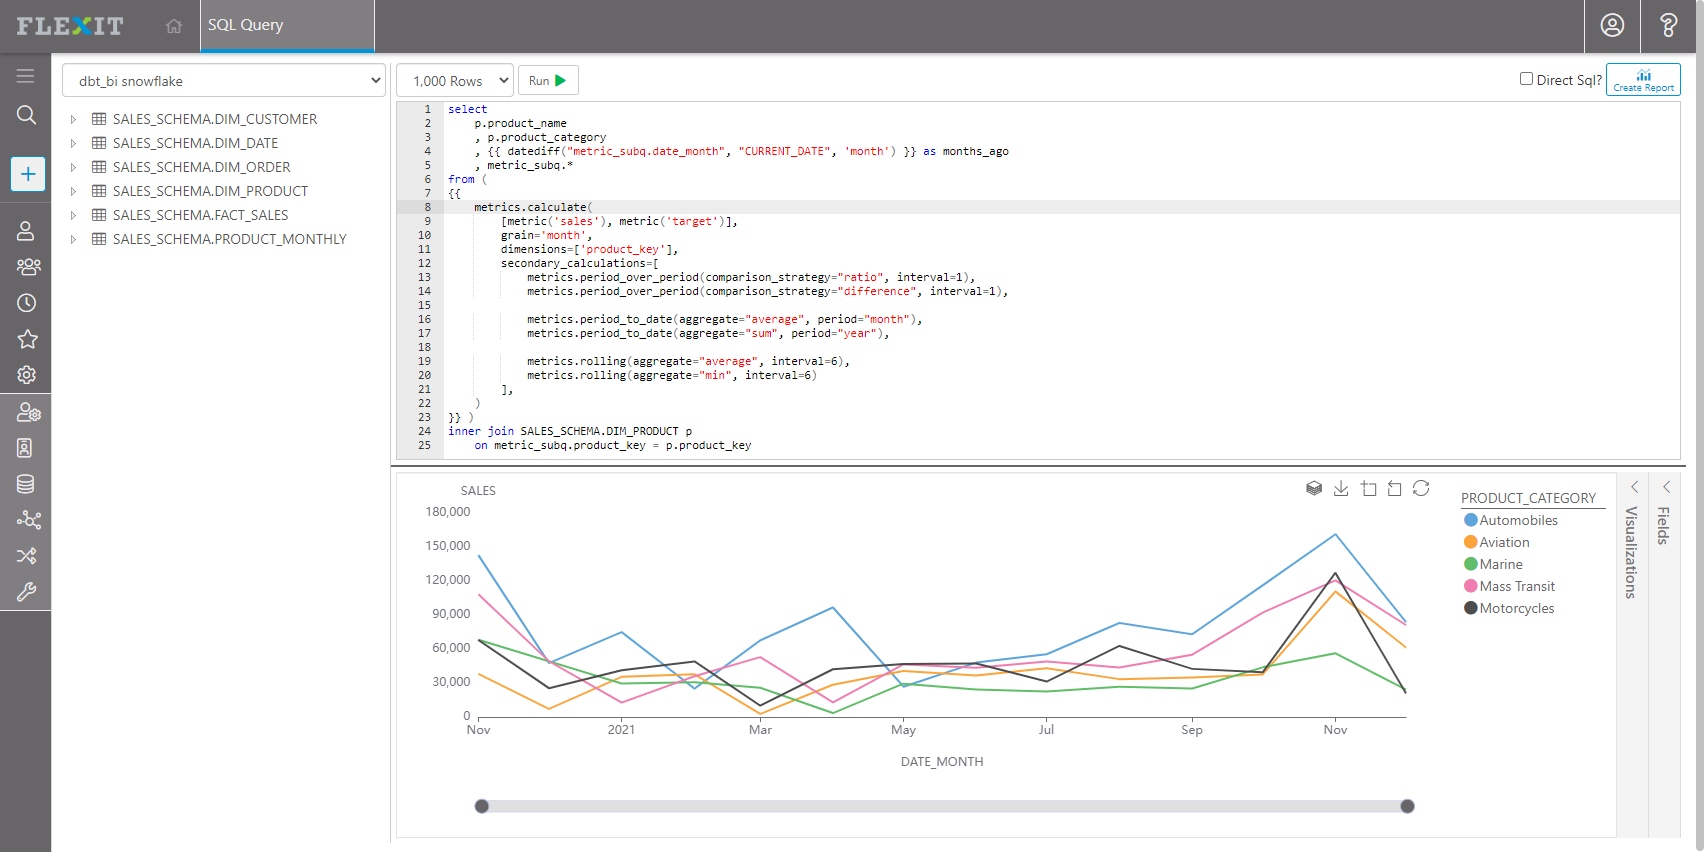 FLEXIT
SQL Query
dbt_bi snowflake
1,000 Rows
Run
Direct Sql?
Create Report
SALES_SCHEMA.DIM_CUSTOMER
SALES_SCHEMA.DIM_DATE
SALES_SCHEMA.DIM_ORDER
SALES_SCHEMA.DIM_PRODUCT
SALES_SCHEMA.FACT_SALES
SALES_SCHEMA.PRODUCT_MONTHLY
1 select
2 p.product_name
3 , p.product_category
4 , {{ datediff("metric_subq.date_month", "CURRENT_DATE", 'month') }} as months_ago
5 , metric_subq.*
6 from (
7 {{
8 metrics.calculate(
9 [metric('sales'), metric('target')],
10 grain='month',
11 dimensions=['product_key'],
12 secondary_calculations=[
13 metrics.period_over_period(comparison_strategy="ratio", interval=1),
14 metrics.period_over_period(comparison_strategy="difference", interval=1),
15
16 metrics.period_to_date(aggregate="average", period="month"),
17 metrics.period_to_date(aggregate="sum", period="year"),
18
19 metrics.rolling(aggregate="average", interval=6),
20 metrics.rolling(aggregate="min", interval=6)
21 ],
22 )
23 }} )
24 inner join SALES_SCHEMA.DIM_PRODUCT p
25 on metric_subq.product_key = p.product_key
SALES
180,000
150,000
120,000
90,000
60,000
30,000
0
Nov 2021 Mar May Jul Sep Nov
DATE_MONTH
PRODUCT_CATEGORY
Automobiles
Aviation
Marine
Mass Transit
Motorcycles
Visualizations
Fields